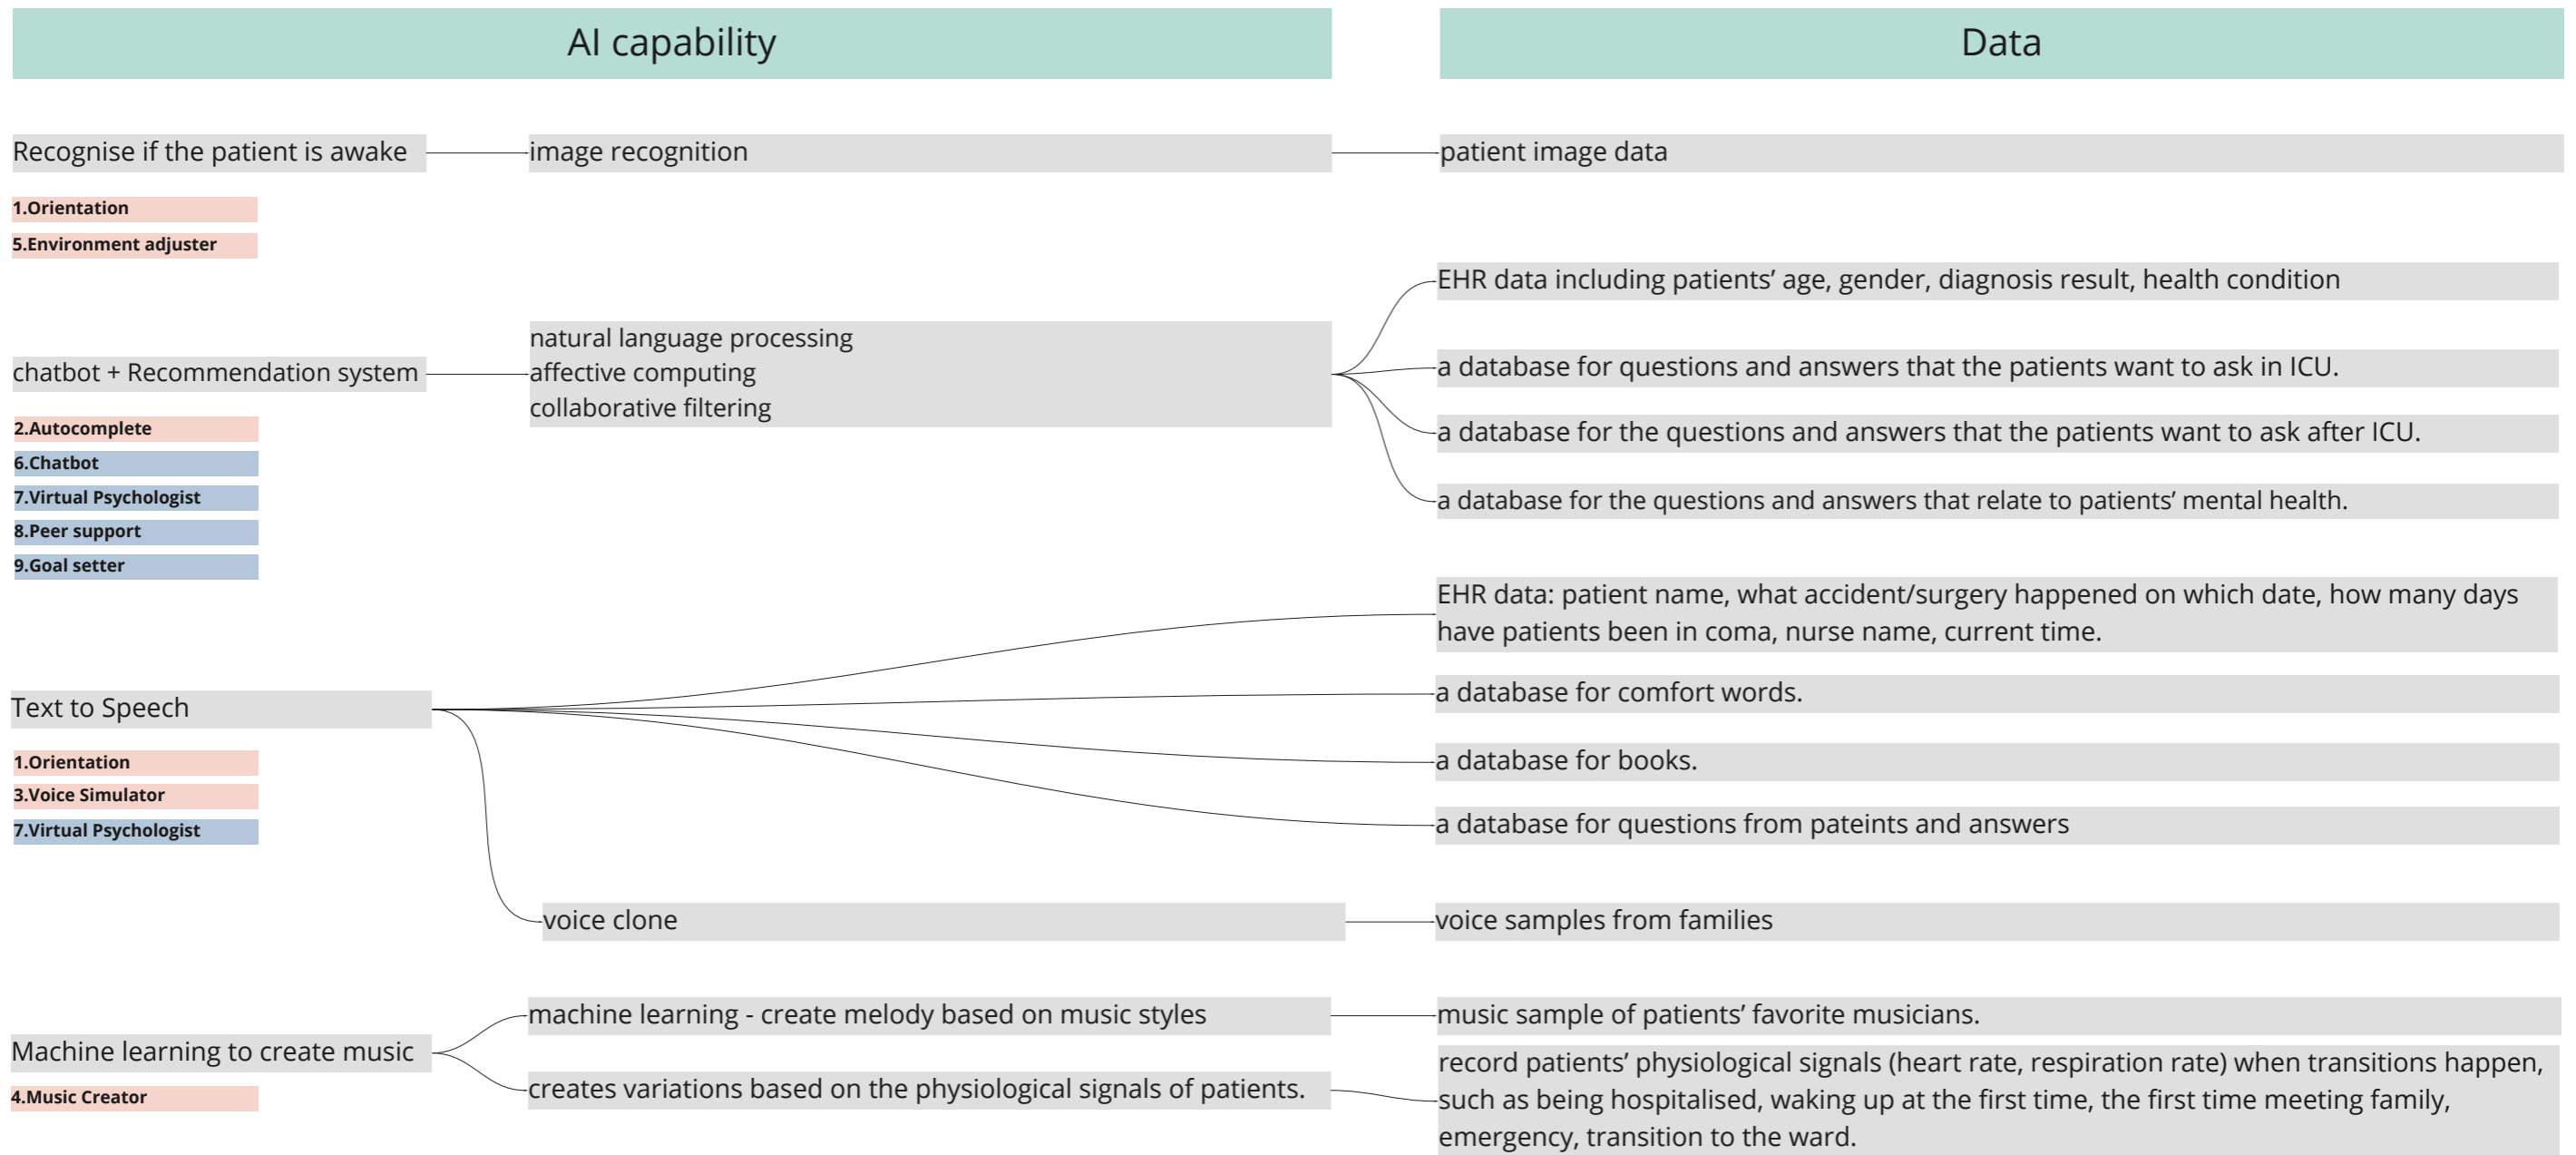 AI capability
Data
Recognise if the patient is awake
image recognition
patient image data
1.Orientation
5.Environment adjuster
chatbot + Recommendation system
natural language processing
affective computing
collaborative filtering
EHR data including patients’ age, gender, diagnosis result, health condition
a database for questions and answers that the patients want to ask in ICU.
a database for the questions and answers that the patients want to ask after ICU.
a database for the questions and answers that relate to patients’ mental health.
2.Autocomplete
6.Chatbot
7.Virtual Psychologist
8.Peer support
9.Goal setter
Text to Speech
EHR data: patient name, what accident/surgery happened on which date, how many days
have patients been in coma, nurse name, current time.
a database for comfort words.
a database for books.
a database for questions from pateints and answers
1.Orientation
3.Voice Simulator
7.Virtual Psychologist
voice clone
voice samples from families
Machine learning to create music
machine learning - create melody based on music styles
music sample of patients’ favorite musicians.
creates variations based on the physiological signals of patients.
record patients’ physiological signals (heart rate, respiration rate) when transitions happen,
such as being hospitalised, waking up at the first time, the first time meeting family,
emergency, transition to the ward.
4.Music Creator